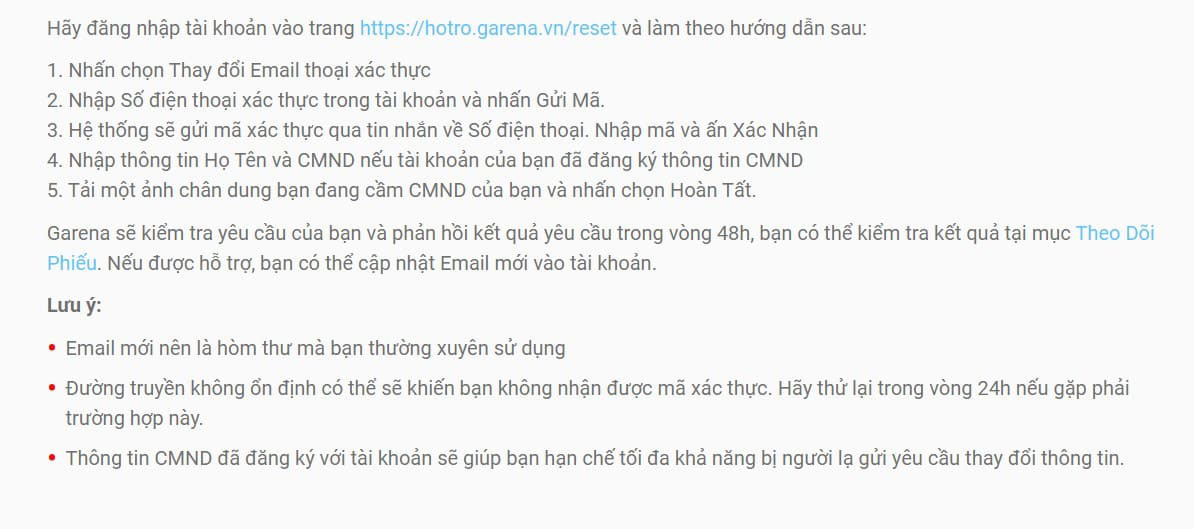 Hãy đăng nhập tài khoản vào trang https://hotro.garena.vn/reset và làm theo hướng dẫn sau:
1. Nhấn chọn Thay đổi Email thoại xác thực
2. Nhập Số điện thoại xác thực trong tài khoản và nhấn Gửi Mã.
3. Hệ thống sẽ gửi mã xác thực qua tin nhắn về Số điện thoại. Nhập mã và ấn Xác Nhận
4. Nhập thông tin Họ Tên và CMND nếu tài khoản của bạn đã đăng ký thông tin CMND
5. Tải một ảnh chân dung bạn đang cầm CMND của bạn và nhấn chọn Hoàn Tất.
Garena sẽ kiểm tra yêu cầu của bạn và phản hồi kết quả yêu cầu trong vòng 48h, bạn có thể kiểm tra kết quả tại mục Theo Dõi
Phiếu. Nếu được hỗ trợ, bạn có thể cập nhật Email mới vào tài khoản.
Lưu ý:
• Email mới nên là hòm thư mà bạn thường xuyên sử dụng
• Đường truyền không ổn định có thể sẽ khiến bạn không nhận được mã xác thực. Hãy thử lại trong vòng 24h nếu gặp phải
trường hợp này.
• Thông tin CMND đã đăng ký với tài khoản sẽ giúp bạn hạn chế tối đa khả năng bị người lạ gửi yêu cầu thay đổi thông tin.